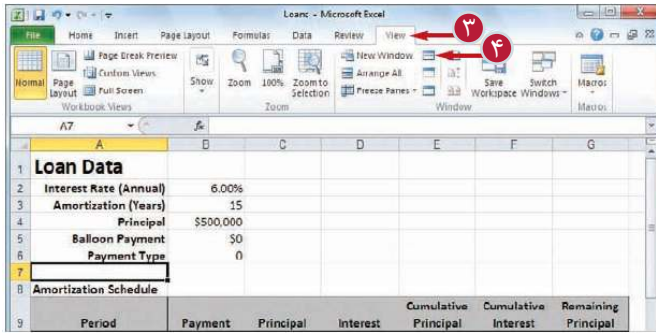 Loans - Microsoft Excel
File Home Insert Page Layout Formulas Data Review View ۳
Normal Page Layout Page Break Preview Custom Views Full Screen Show Zoom 100% Zoom to Selection New Window Arrange All Freeze Panes Save Workspace Switch Windows Macros ۴
Workbook Views Zoom Window Macros
A7 fx
A B C D E F G
1 Loan Data
2 Interest Rate (Annual) 6.00%
3 Amortization (Years) 15
4 Principal $500,000
5 Balloon Payment $0
6 Payment Type 0
7
8 Amortization Schedule
9 Period Payment Principal Interest Cumulative Principal Cumulative Interest Remaining Principal